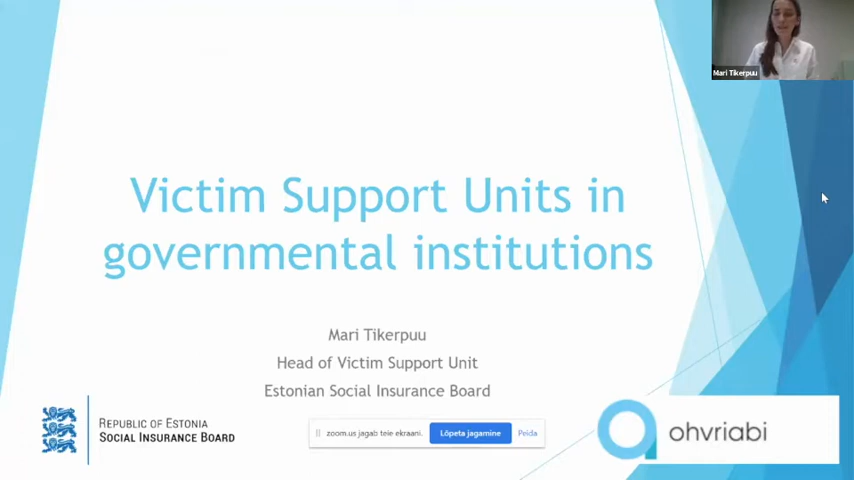 Mari Tikerpuu
Victim Support Units in
governmental institutions
Mari Tikerpuu
Head of Victim Support Unit
Estonian Social Insurance Board
REPUBLIC OF ESTONIA
SOCIAL INSURANCE BOARD
zoom.us jagab teie ekraani.
Lõpeta jagamine
Peida
ohvriabi